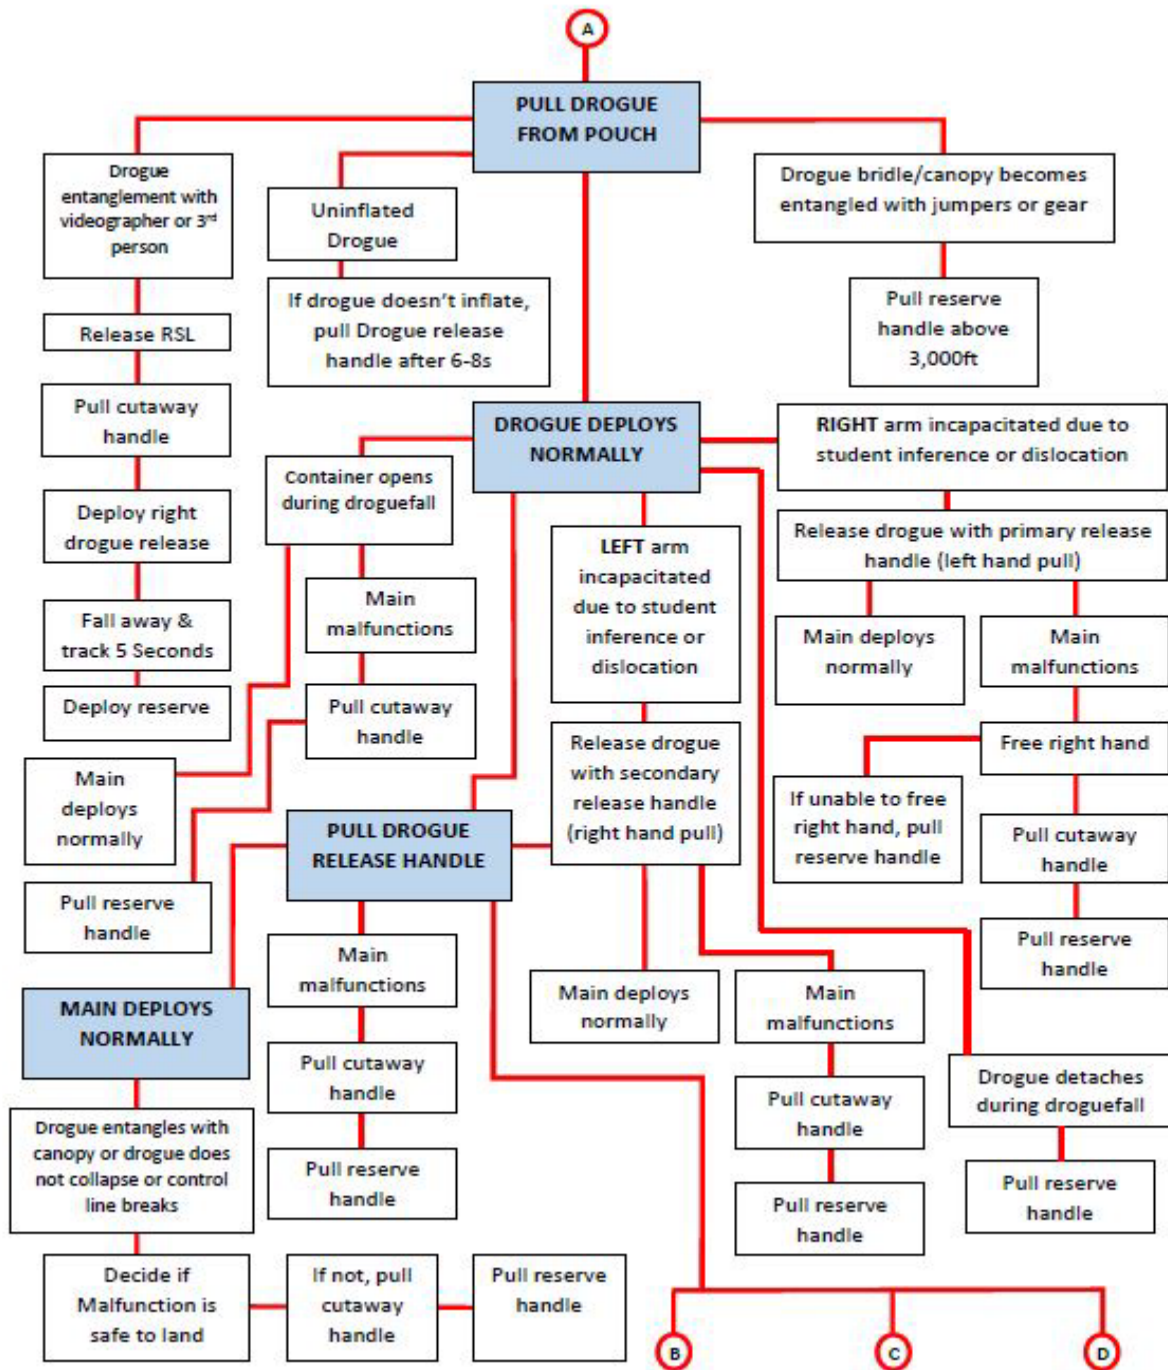 A
PULL DROGUE
FROM POUCH
Drogue
entanglement with
videographer or 3rd
person
Uninflated
Drogue
Drogue bridle/canopy becomes
entangled with jumpers or gear
Release RSL
If drogue doesn't inflate,
pull Drogue release
handle after 6-8s
Pull reserve
handle above
3,000ft
Pull cutaway
handle
DROGUE DEPLOYS
NORMALLY
RIGHT arm incapacitated due to
student inference or dislocation
Container opens
during droguefall
Deploy right
drogue release
LEFT arm
incapacitated
due to student
inference or
dislocation
Release drogue with primary release
handle (left hand pull)
Fall away &
track 5 Seconds
Main
malfunctions
Main deploys
normally
Main
malfunctions
Deploy reserve
Pull cutaway
handle
Release drogue
with secondary
release handle
(right hand pull)
Free right hand
Main
deploys
normally
If unable to free
right hand, pull
reserve handle
Pull cutaway
handle
PULL DROGUE
RELEASE HANDLE
Pull reserve
handle
Pull reserve
handle
Main
malfunctions
Main deploys
normally
Main
malfunctions
MAIN DEPLOYS
NORMALLY
Pull cutaway
handle
Pull cutaway
handle
Drogue detaches
during droguefall
Drogue entangles with
canopy or drogue does
not collapse or control
line breaks
Pull reserve
handle
Pull reserve
handle
Pull reserve
handle
Decide if
Malfunction is
safe to land
If not, pull
cutaway
handle
Pull reserve
handle
B
C
D